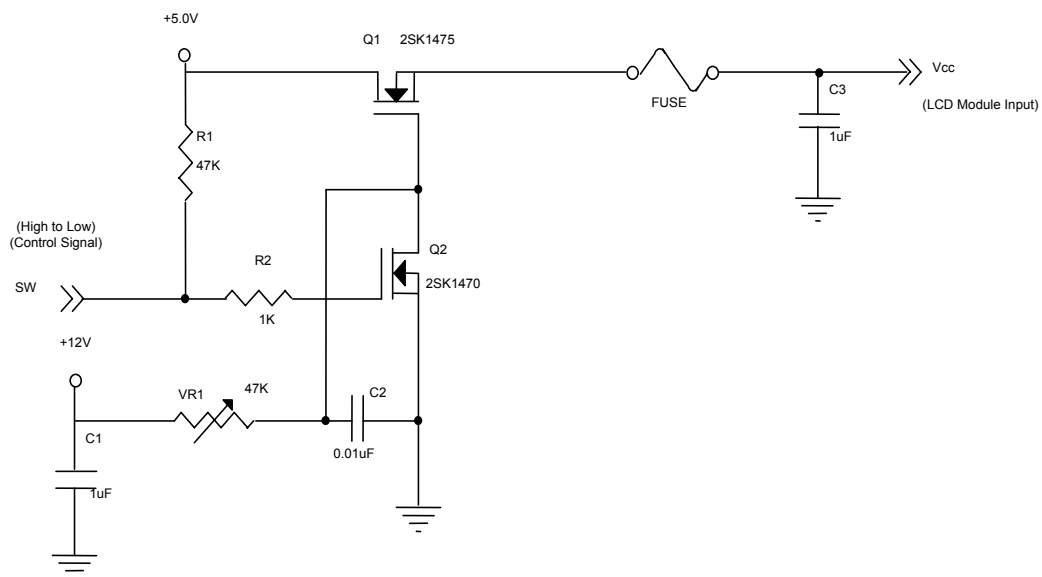 +5.0V
Q1 2SK1475
Vcc
(LCD Module Input)
FUSE
C3
1uF
R1
47K
(High to Low)
(Control Signal)
SW
R2
1K
Q2
2SK1470
+12V
VR1
47K
C2
0.01uF
C1
1uF